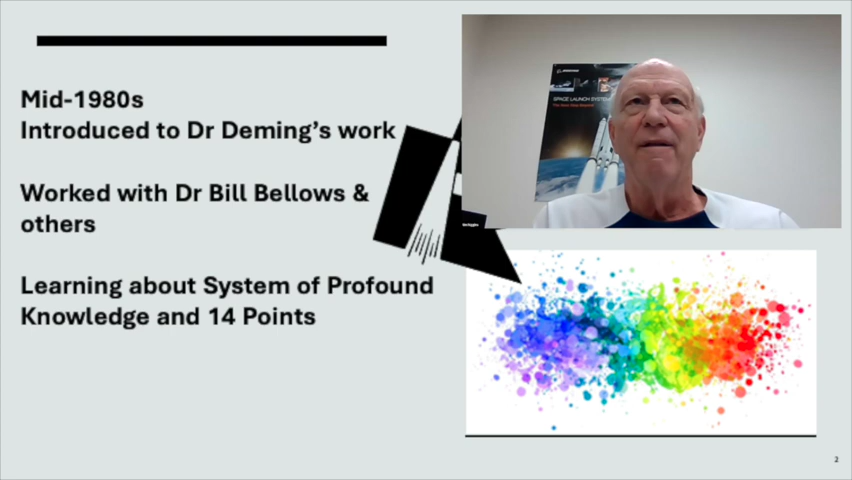 Mid-1980s
Introduced to Dr Deming's work
Worked with Dr Bill Bellows &
others
Learning about System of Profound
Knowledge and 14 Points
SPACE LAUNCH SYSTEM
2